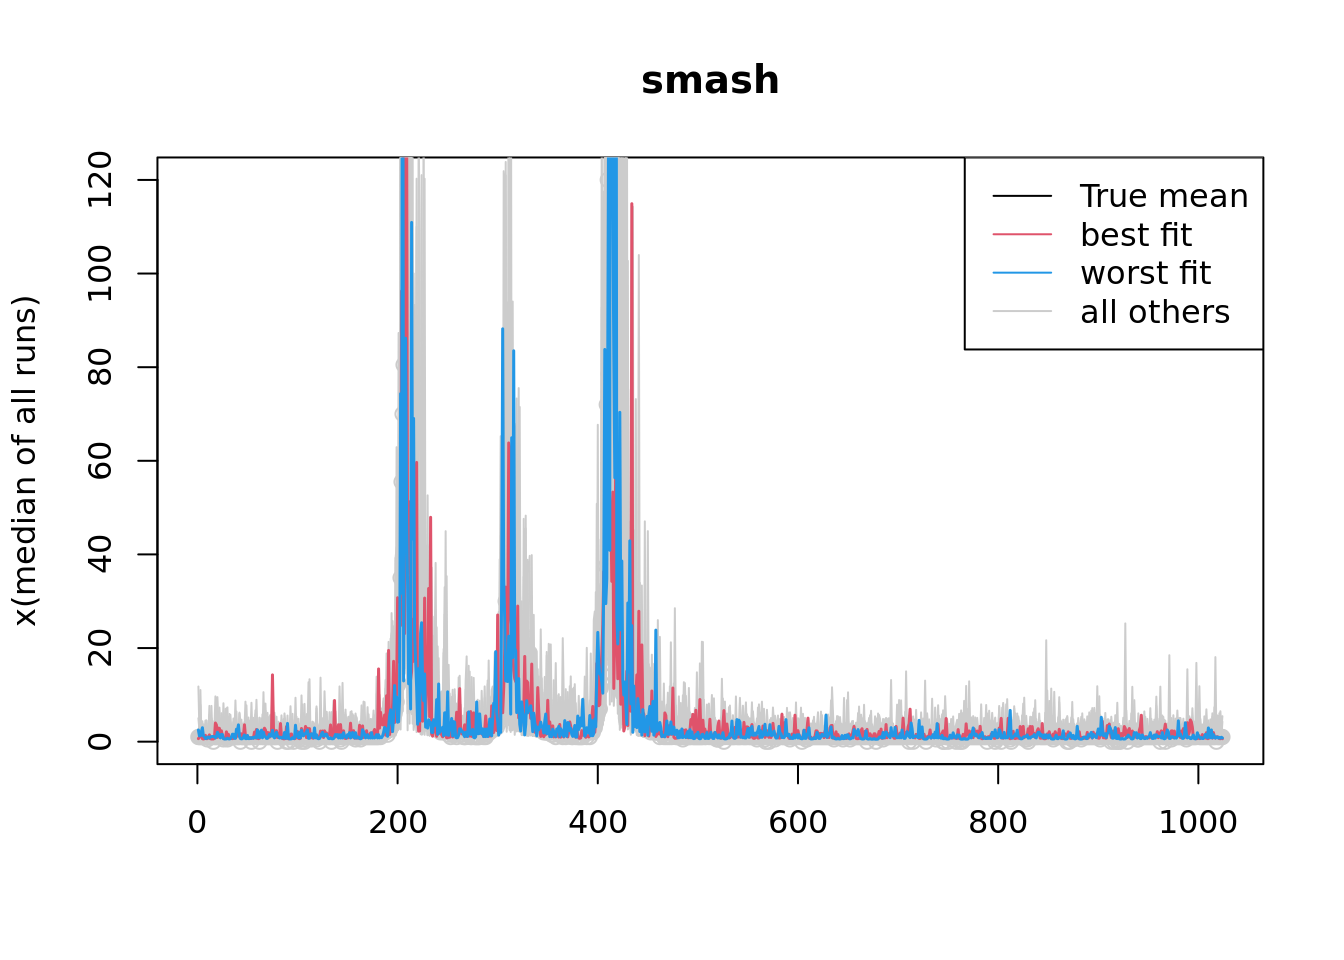 smash
x(median of all runs)
120
100
80
60
40
20
0
True mean
best fit
worst fit
all others
0 200 400 600 800 1000